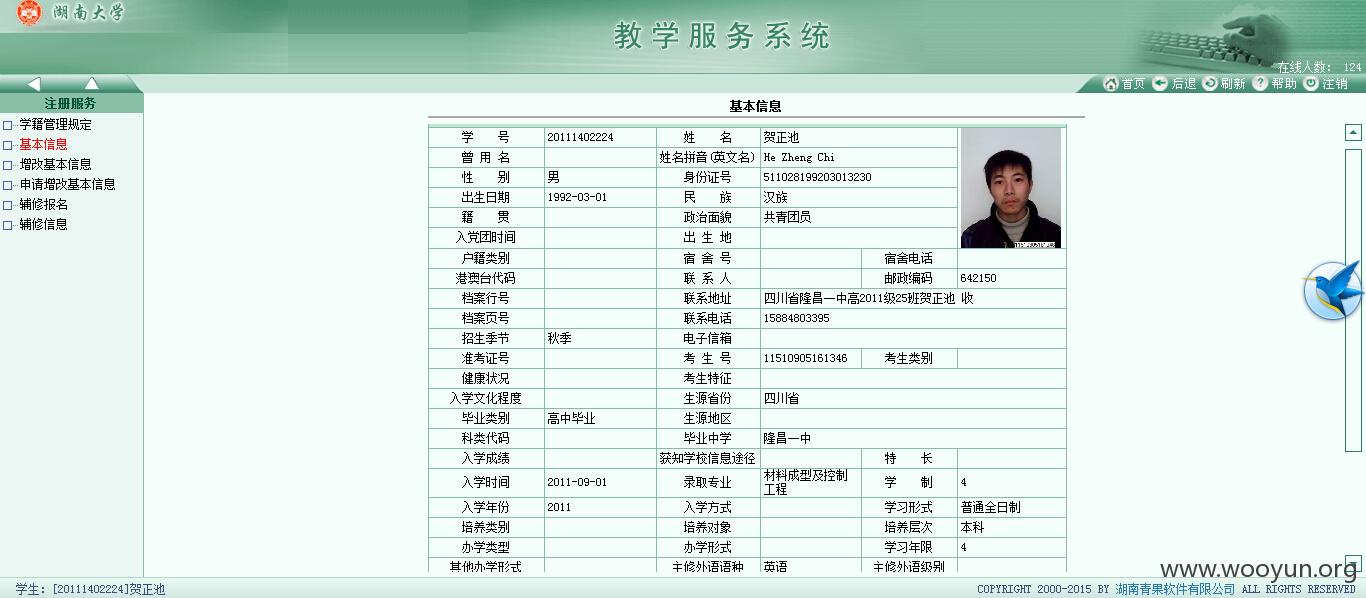 湖南大学
教学服务系统
在线人数： 124
首页 后退 刷新 帮助 注销
注册服务
学籍管理规定
基本信息
增改基本信息
申请增改基本信息
辅修报名
辅修信息
基本信息
学 号 20111402224 姓 名 贺正池
曾用名 姓名拼音(英文名) He Zheng Chi
性 别 男 身份证号 511028199203013230
出生日期 1992-03-01 民 族 汉族
籍 贯 政治面貌 共青团员
入党团时间 出生地
户籍类别 宿舍号 宿舍电话
港澳台代码 联系人 邮政编码 642150
档案行号 联系地址 四川省隆昌一中高2011级25班贺正池 收
档案页号 联系电话 15884803395
招生季节 秋季 电子信箱
准考证号 考生号 11510905161346 考生类别
健康状况 考生特征
入学文化程度 生源省份 四川省
毕业类别 高中毕业 生源地区
科类代码 毕业中学 隆昌一中
入学成绩 获知学校信息途径 特 长
入学时间 2011-09-01 录取专业 材料成型及控制工程 学 制 4
入学年份 2011 入学方式 学习形式 普通全日制
培养类别 培养对象 培养层次 本科
办学类型 办学形式 学习年限 4
其他办学形式 主修外语语种 英语 主修外语级别
www.wooyun.org
学生：[20111402224]贺正池
COPYRIGHT 2000-2015 BY 湖南青果软件有限公司 ALL RIGHTS RESERVED